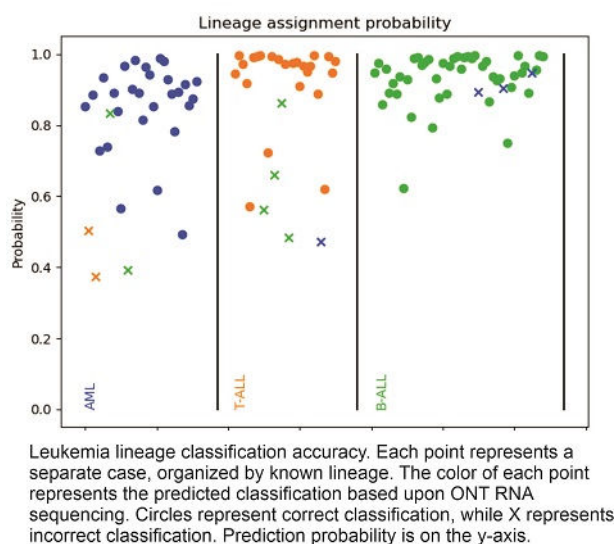 Lineage assignment probability
1.0
0.8
0.6
0.4
0.2
0.0
Probability
AML
T-ALL
B-ALL
Leukemia lineage classification accuracy. Each point represents a
separate case, organized by known lineage. The color of each point
represents the predicted classification based upon ONT RNA
sequencing. Circles represent correct classification, while X represents
incorrect classification. Prediction probability is on the y-axis.